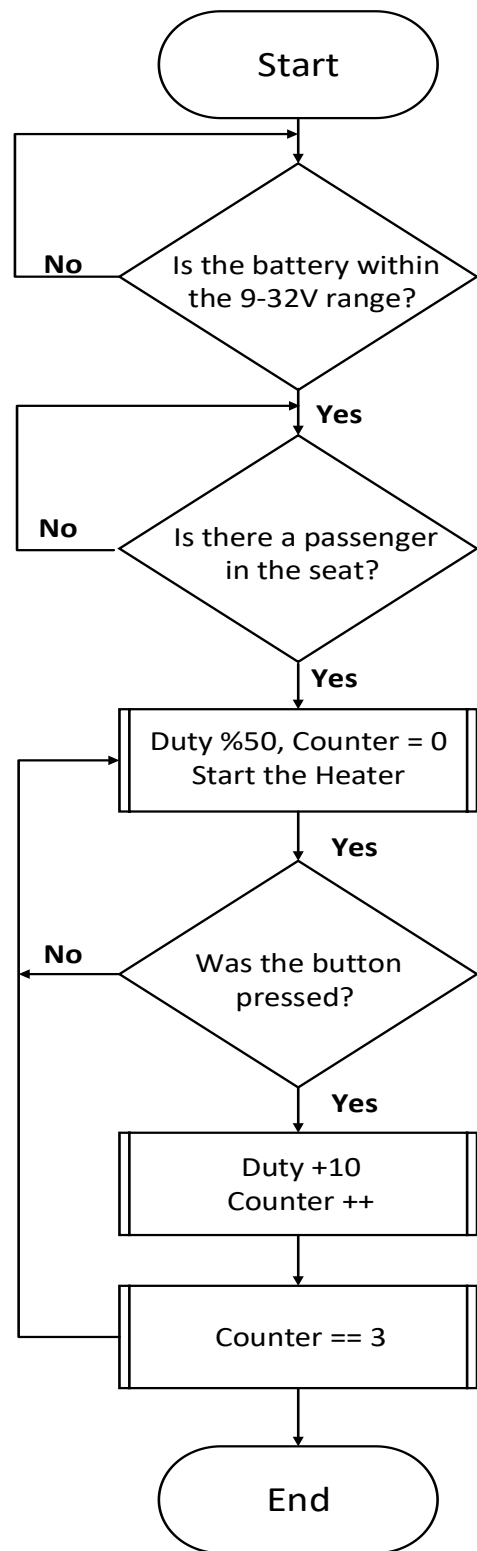 Start
No
Is the battery within
the 9-32V range?
Yes
No
Is there a passenger
in the seat?
Yes
Duty %50, Counter = 0
Start the Heater
Yes
No
Was the button
pressed?
Yes
Duty +10
Counter ++
Counter == 3
End